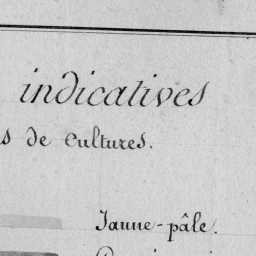 indicatives
s de cultures.
Jaune-pâle.